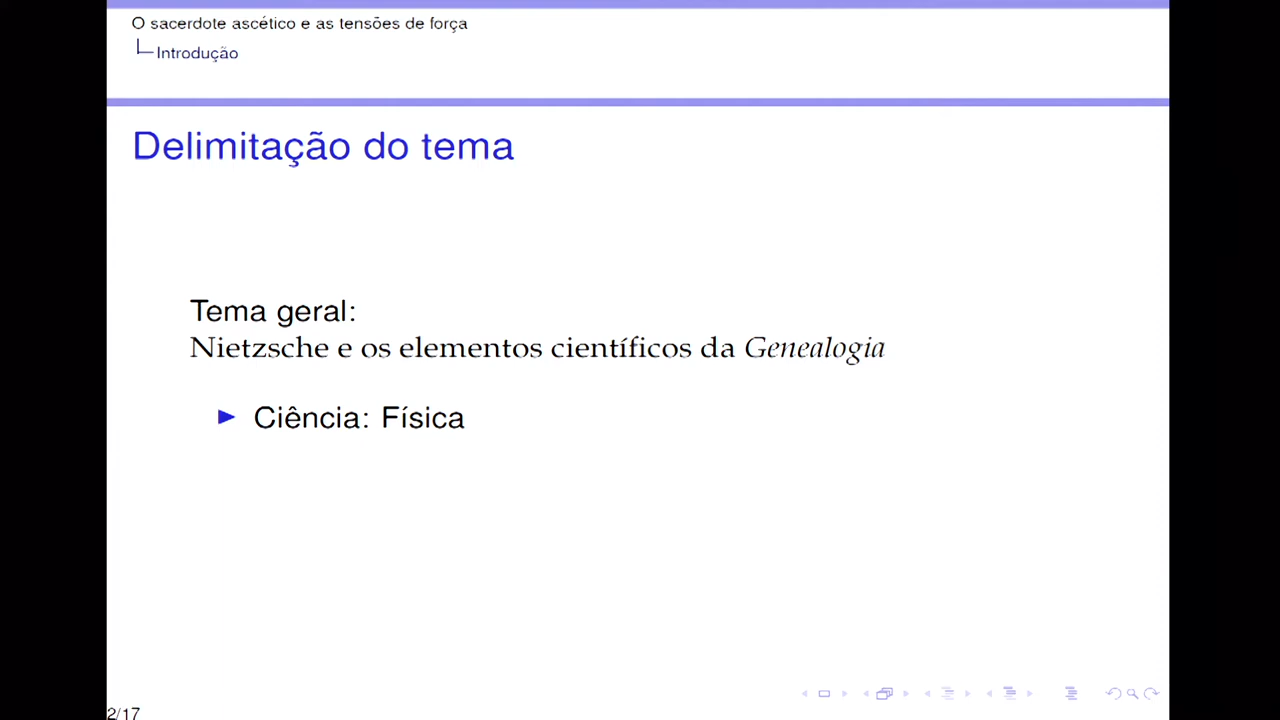 O sacerdote ascético e as tensões de força
Introdução
Delimitação do tema
Tema geral:
Nietzsche e os elementos científicos da Genealogia
Ciência: Física
2/17